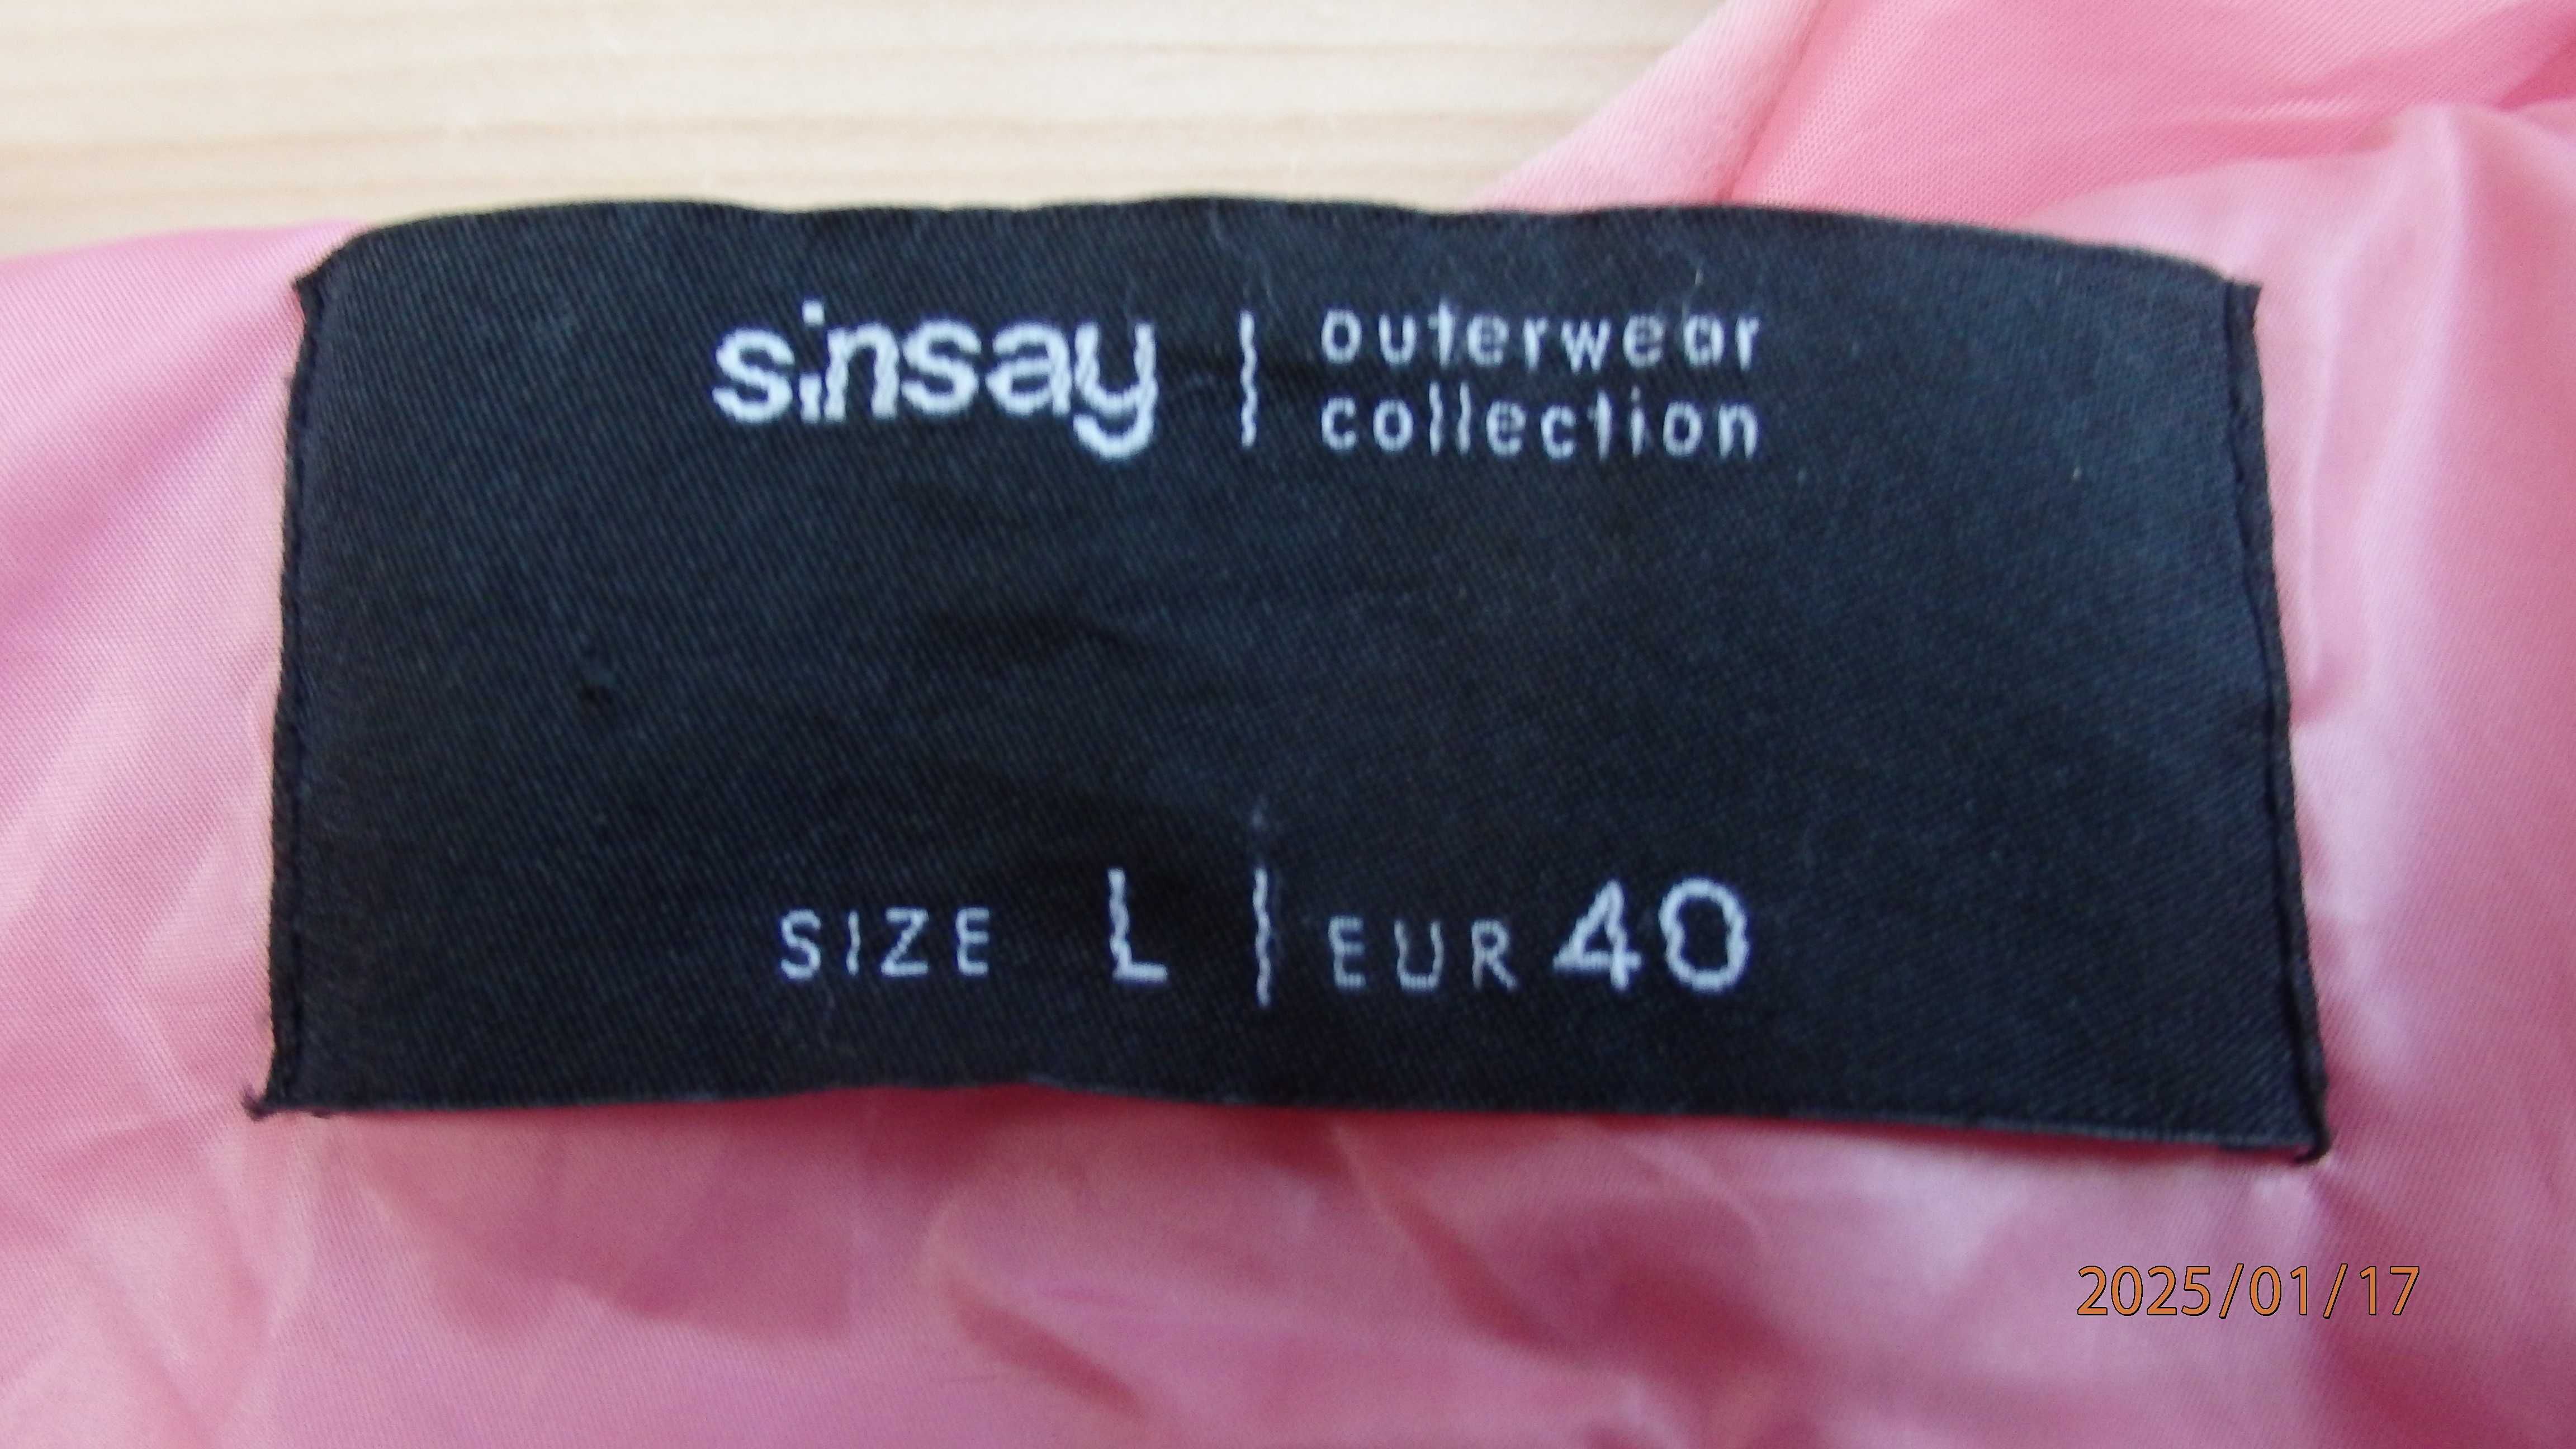 sinsay | outerwear
collection
SIZE L | EUR 40
2025/01/17